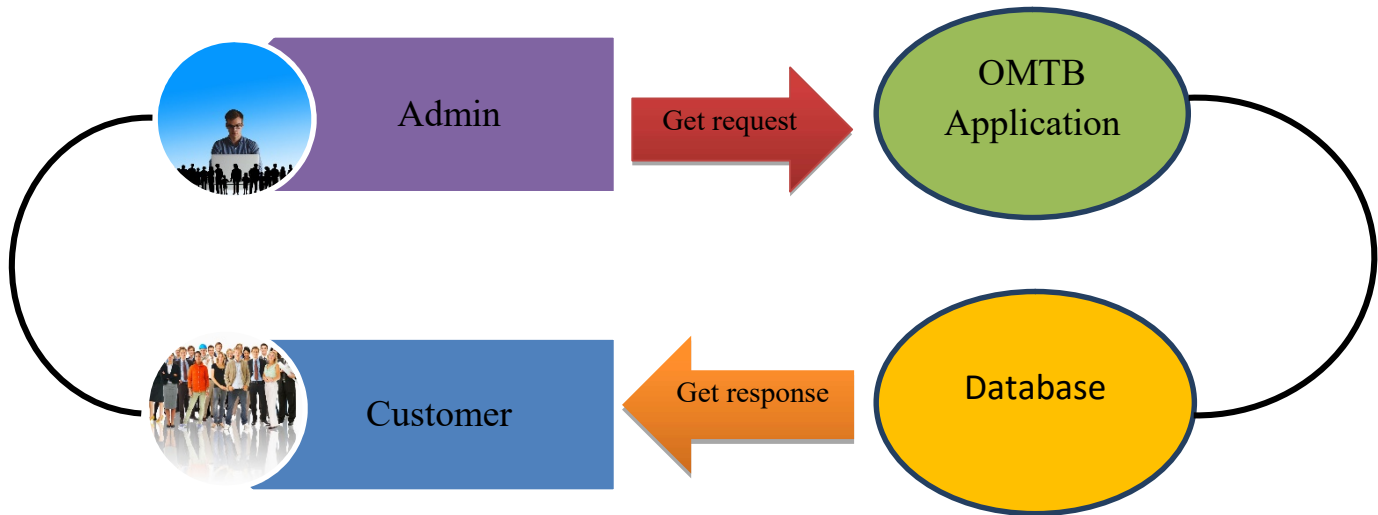 Admin
Get request
OMTB
Application
Customer
Get response
Database